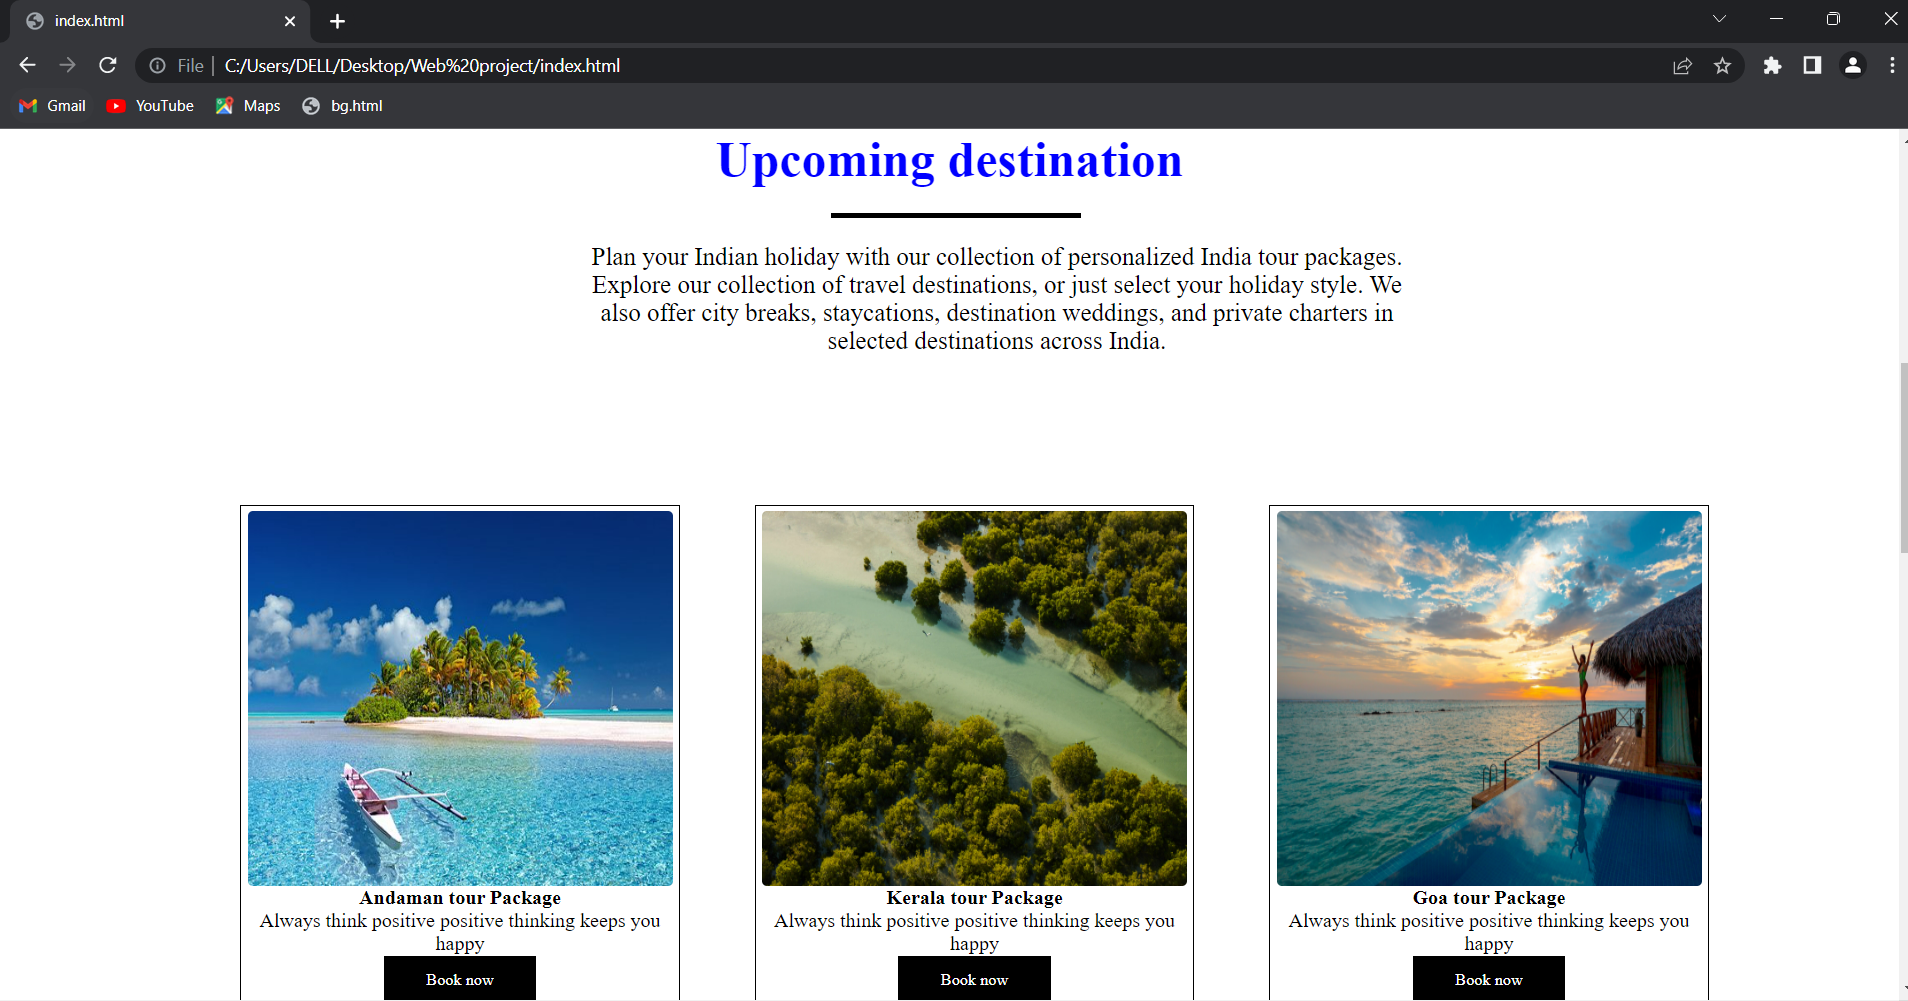 index.html
File
C:/Users/DELL/Desktop/Web%20project/index.html
Gmail
YouTube
Maps
bg.html
Upcoming destination
Plan your Indian holiday with our collection of personalized India tour packages.
Explore our collection of travel destinations, or just select your holiday style. We
also offer city breaks, staycations, destination weddings, and private charters in
selected destinations across India.
Andaman tour Package
Always think positive positive thinking keeps you
happy
Book now
Kerala tour Package
Always think positive positive thinking keeps you
happy
Book now
Goa tour Package
Always think positive positive thinking keeps you
happy
Book now